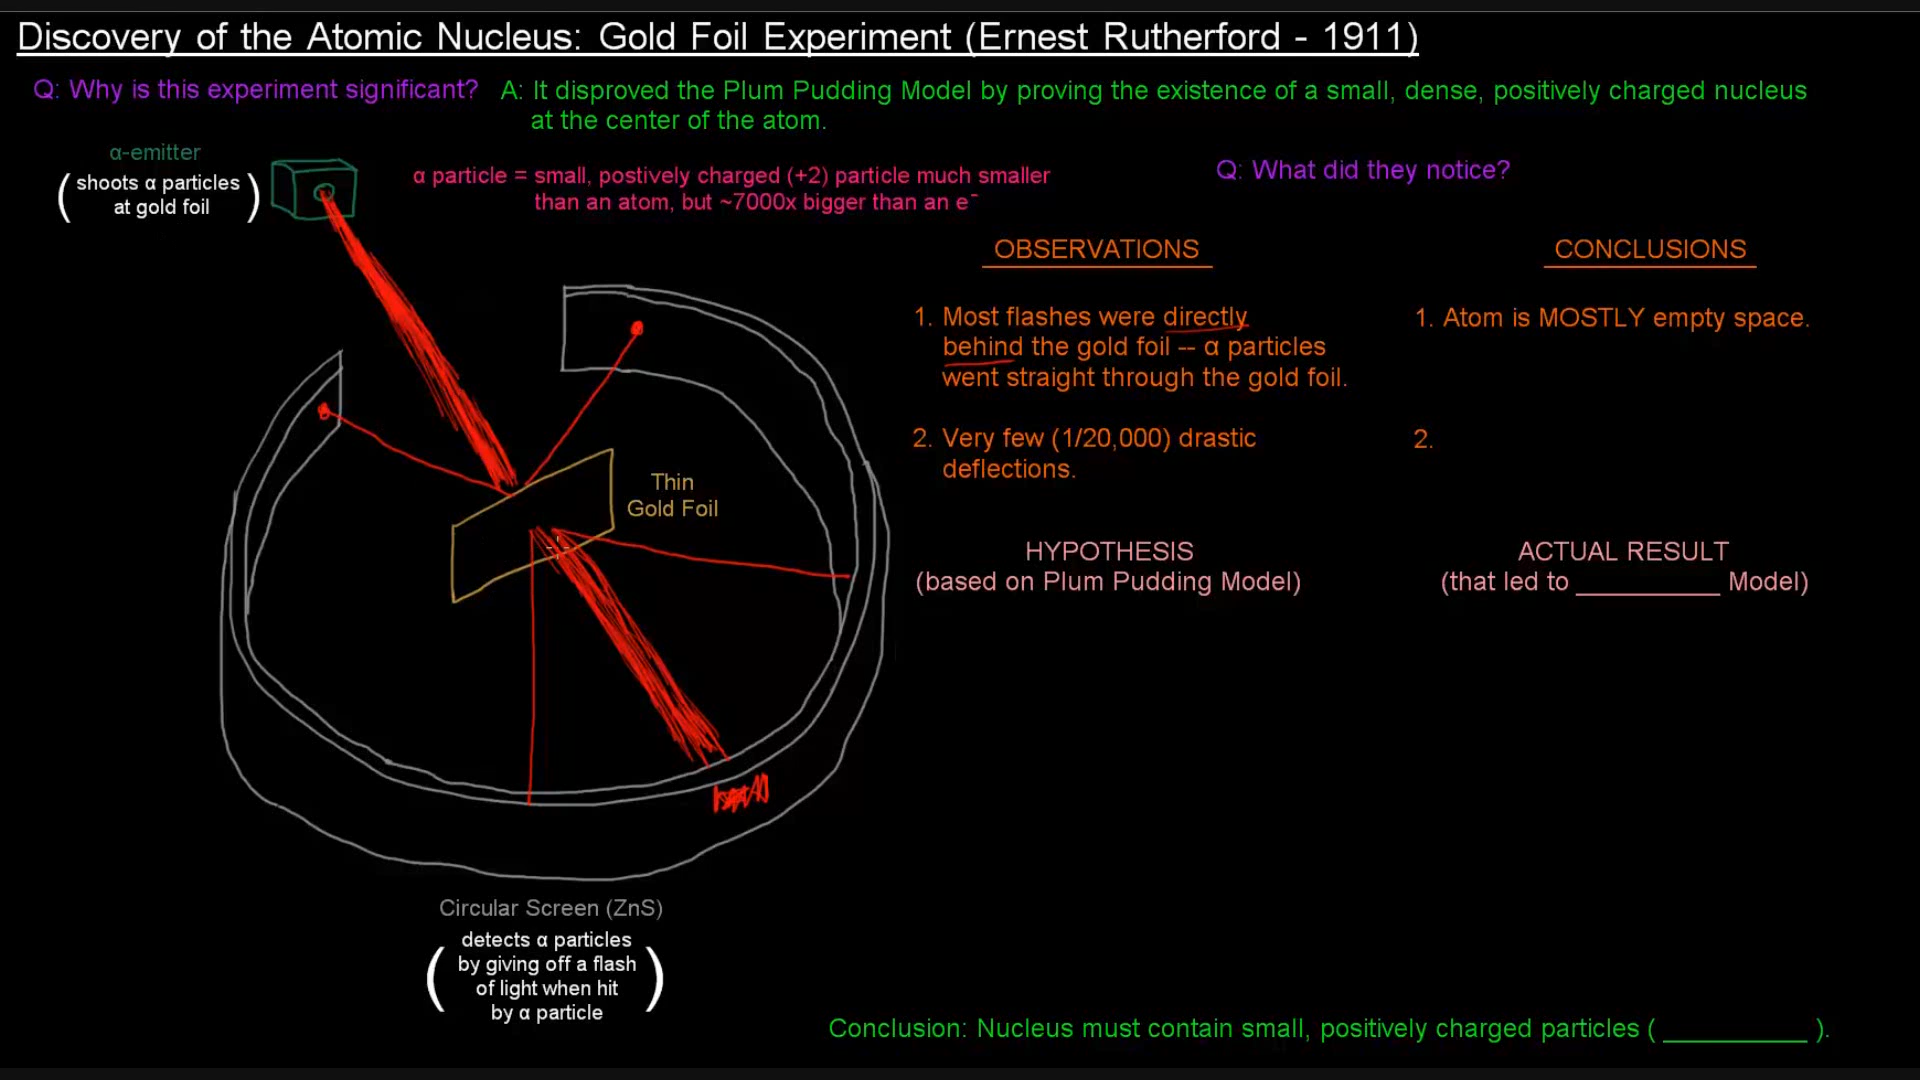 Discovery of the Atomic Nucleus: Gold Foil Experiment (Ernest Rutherford - 1911)
Q: Why is this experiment significant?
A: It disproved the Plum Pudding Model by proving the existence of a small, dense, positively charged nucleus
at the center of the atom.
α-emitter
(shoots α particles
at gold foil)
α particle = small, postively charged (+2) particle much smaller
than an atom, but ~7000x bigger than an e⁻
Q: What did they notice?
OBSERVATIONS
1. Most flashes were directly
behind the gold foil -- α particles
went straight through the gold foil.
2. Very few (1/20,000) drastic
deflections.
CONCLUSIONS
1. Atom is MOSTLY empty space.
2.
Thin
Gold Foil
HYPOTHESIS
(based on Plum Pudding Model)
ACTUAL RESULT
(that led to __________ Model)
Circular Screen (ZnS)
(detects α particles
by giving off a flash
of light when hit
by α particle)
Conclusion: Nucleus must contain small, positively charged particles ( __________ ).